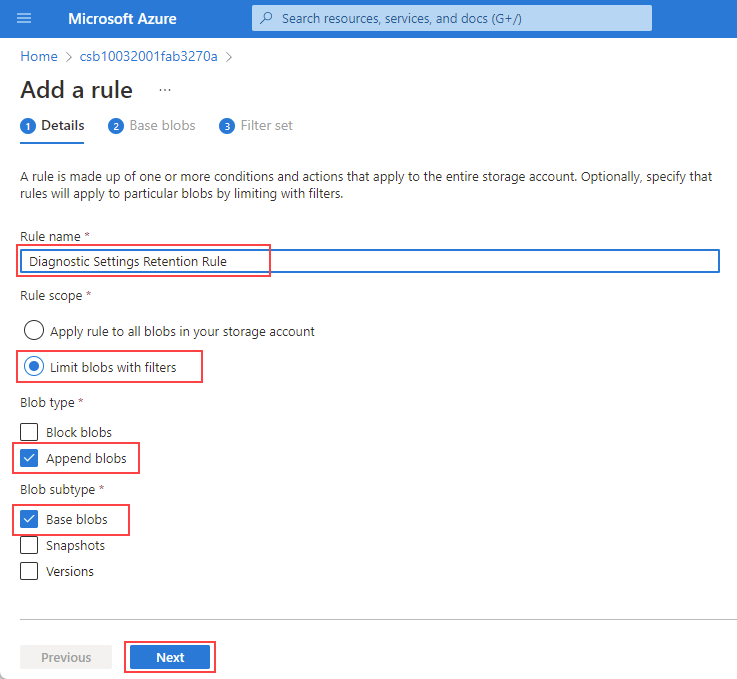 Microsoft Azure
Search resources, services, and docs (G+/)
Home > csb10032001fab3270a >
Add a rule ...
1 Details 2 Base blobs 3 Filter set
A rule is made up of one or more conditions and actions that apply to the entire storage account. Optionally, specify that
rules will apply to particular blobs by limiting with filters.
Rule name *
Diagnostic Settings Retention Rule
Rule scope *
Apply rule to all blobs in your storage account
Limit blobs with filters
Blob type *
Block blobs
Append blobs
Blob subtype *
Base blobs
Snapshots
Versions
Previous Next